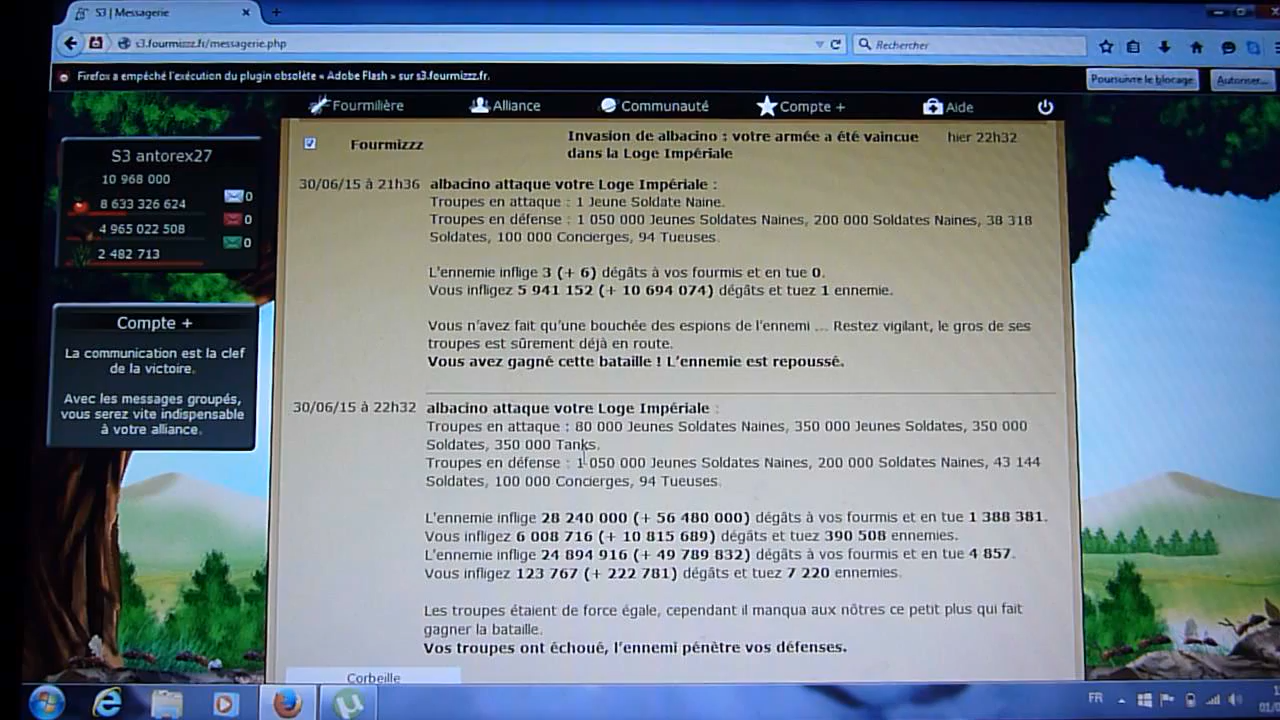 S3 | Messagerie
s3.fourmizzz.fr/messagerie.php
Rechercher
Firefox a empêché l'exécution du plugin obsolète « Adobe Flash » sur s3.fourmizzz.fr.
Poursuivre le blocage
Autoriser...
Fourmilière
Alliance
Communauté
Compte +
Aide
S3 antorex27
10 968 000
8 633 326 624
4 965 022 508
2 482 713
0
0
0
Compte +
La communication est la clef
de la victoire.
Avec les messages groupés,
vous serez vite indispensable
à votre alliance.
Fourmizzz
Invasion de albacino : votre armée a été vaincue
dans la Loge Impériale
hier 22h32
30/06/15 à 21h36 albacino attaque votre Loge Impériale :
Troupes en attaque : 1 Jeune Soldate Naine.
Troupes en défense : 1 050 000 Jeunes Soldates Naines, 200 000 Soldates Naines, 38 318
Soldates, 100 000 Concierges, 94 Tueuses.
L'ennemie inflige 3 (+ 6) dégâts à vos fourmis et en tue 0.
Vous infligez 5 941 152 (+ 10 694 074) dégâts et tuez 1 ennemie.
Vous n'avez fait qu'une bouchée des espions de l'ennemi ... Restez vigilant, le gros de ses
troupes est sûrement déjà en route.
Vous avez gagné cette bataille ! L'ennemie est repoussé.
30/06/15 à 22h32 albacino attaque votre Loge Impériale :
Troupes en attaque : 80 000 Jeunes Soldates Naines, 350 000 Jeunes Soldates, 350 000
Soldates, 350 000 Tanks.
Troupes en défense : 1 050 000 Jeunes Soldates Naines, 200 000 Soldates Naines, 43 144
Soldates, 100 000 Concierges, 94 Tueuses.
L'ennemie inflige 28 240 000 (+ 56 480 000) dégâts à vos fourmis et en tue 1 388 381.
Vous infligez 6 008 716 (+ 10 815 689) dégâts et tuez 390 508 ennemies.
L'ennemie inflige 24 894 916 (+ 49 789 832) dégâts à vos fourmis et en tue 4 857.
Vous infligez 123 767 (+ 222 781) dégâts et tuez 7 220 ennemies.
Les troupes étaient de force égale, cependant il manqua aux nôtres ce petit plus qui fait
gagner la bataille.
Vos troupes ont échoué, l'ennemi pénètre vos défenses.
Corbeille
FR